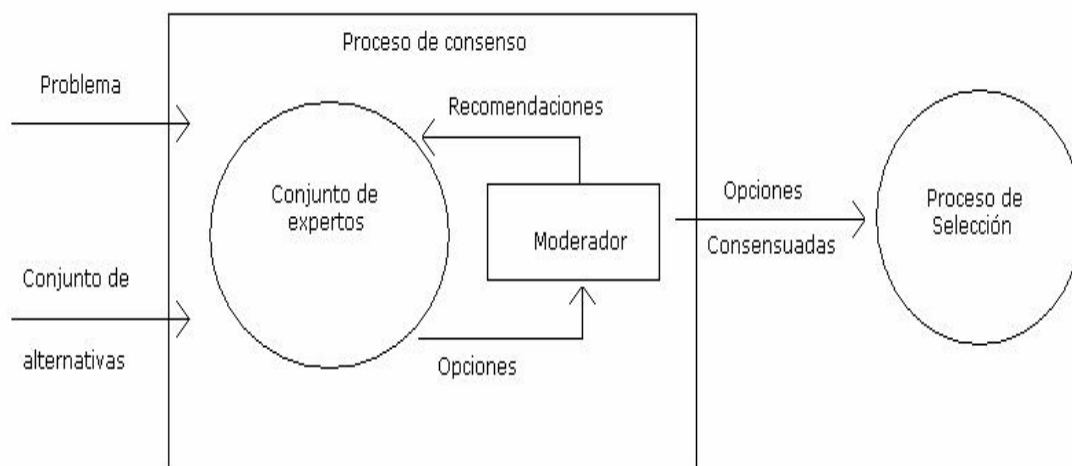 Proceso de consenso
Problema
Recomendaciones
Conjunto de
expertos
Moderador
Opciones
Consensuadas
Proceso de
Selección
Conjunto de
alternativas
Opciones